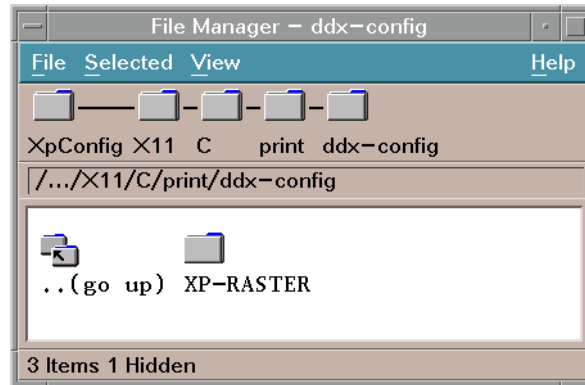 File Manager - ddx-config
File Selected View Help
XpConfig X11 C print ddx-config
/.../X11/C/print/ddx-config
..(go up) XP-RASTER
3 Items 1 Hidden